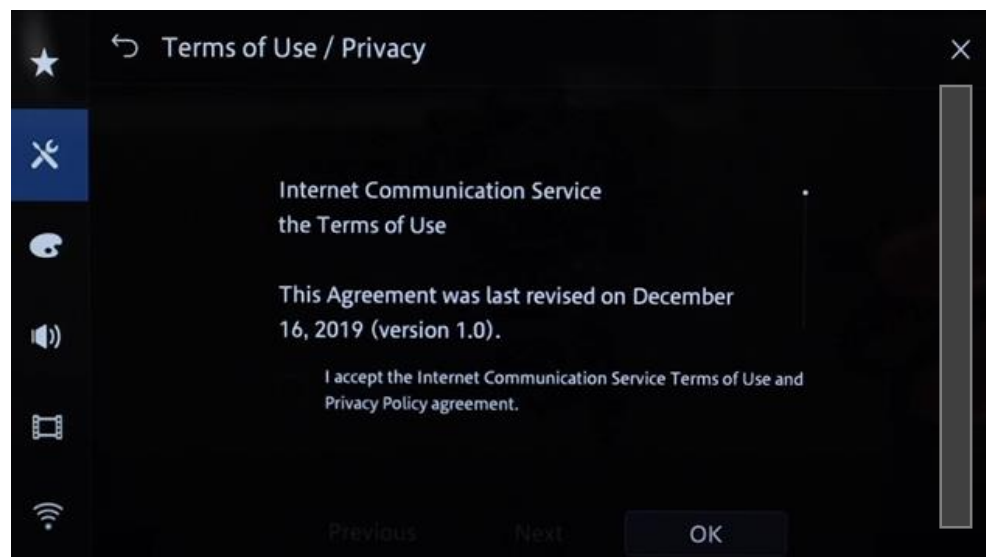 Terms of Use / Privacy
Internet Communication Service
the Terms of Use
This Agreement was last revised on December
16, 2019 (version 1.0).
I accept the Internet Communication Service Terms of Use and
Privacy Policy agreement.
Previous Next OK